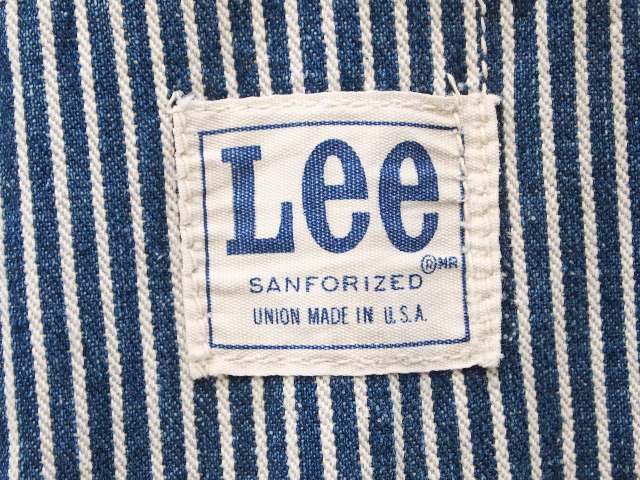 Lee
® MR
SANFORIZED
UNION MADE IN U.S.A.